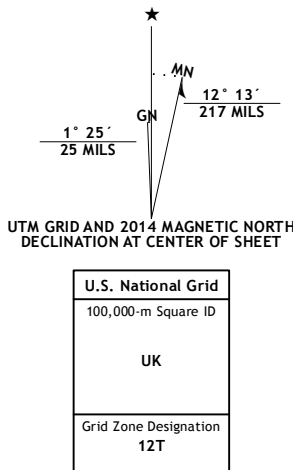 ★
MN
GN
12° 13´
217 MILS
1° 25´
25 MILS
UTM GRID AND 2014 MAGNETIC NORTH
DECLINATION AT CENTER OF SHEET
U.S. National Grid
100,000-m Square ID
UK
Grid Zone Designation
12T